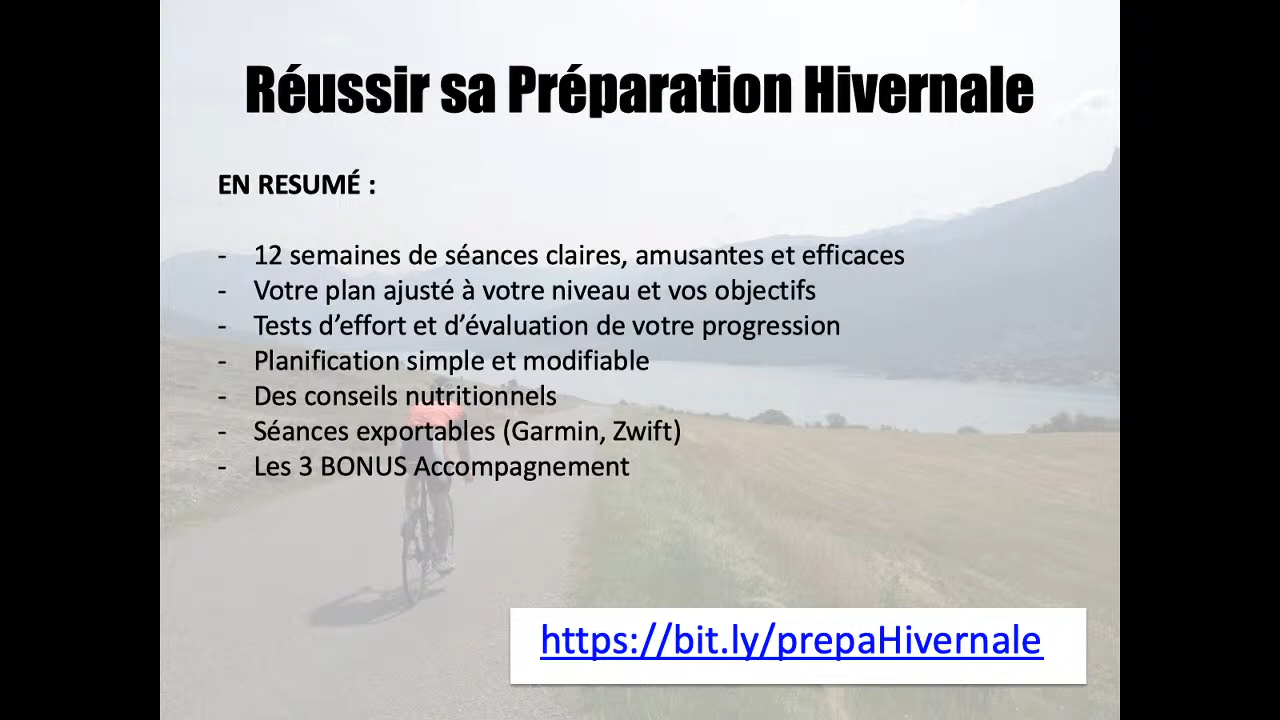 Réussir sa Préparation Hivernale
EN RESUMÉ :
- 12 semaines de séances claires, amusantes et efficaces
- Votre plan ajusté à votre niveau et vos objectifs
- Tests d’effort et d’évaluation de votre progression
- Planification simple et modifiable
- Des conseils nutritionnels
- Séances exportables (Garmin, Zwift)
- Les 3 BONUS Accompagnement
https://bit.ly/prepaHivernale